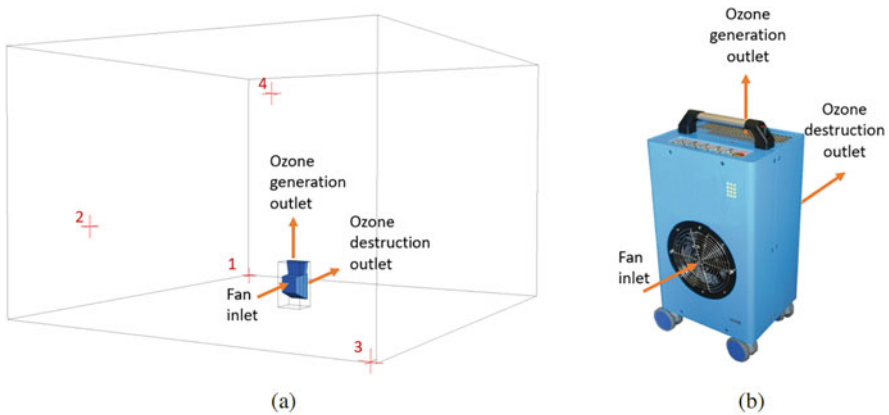 4
Ozone
generation
outlet
2
Ozone
destruction
outlet
1
Fan
inlet
3
(a)
Ozone
generation
outlet
Ozone
destruction
outlet
Fan
inlet
(b)